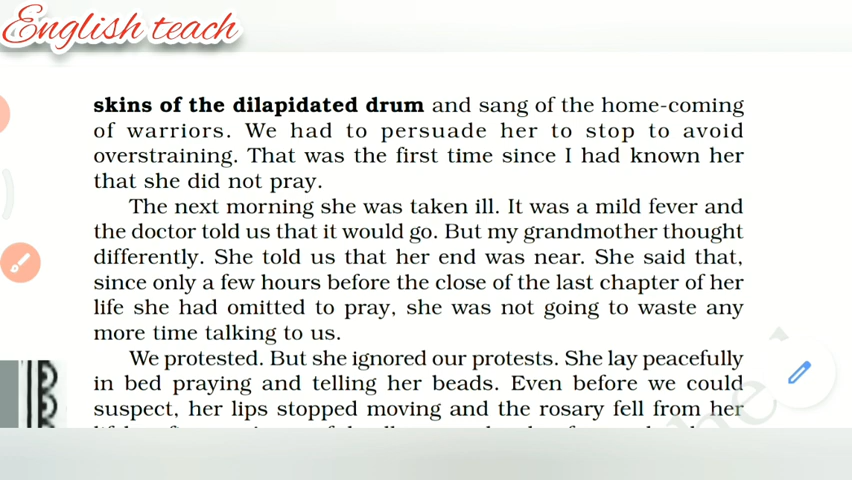 English teach
skins of the dilapidated drum and sang of the home-coming
of warriors. We had to persuade her to stop to avoid
overstraining. That was the first time since I had known her
that she did not pray.
The next morning she was taken ill. It was a mild fever and
the doctor told us that it would go. But my grandmother thought
differently. She told us that her end was near. She said that,
since only a few hours before the close of the last chapter of her
life she had omitted to pray, she was not going to waste any
more time talking to us.
We protested. But she ignored our protests. She lay peacefully
in bed praying and telling her beads. Even before we could
suspect, her lips stopped moving and the rosary fell from her